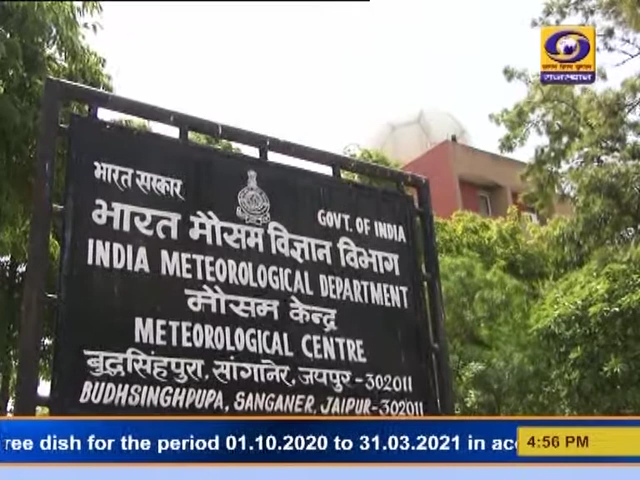 राजस्थान
भारत सरकार
GOVT. OF INDIA
भारत मौसम विज्ञान विभाग
INDIA METEOROLOGICAL DEPARTMENT
मौसम केन्द्र
METEOROLOGICAL CENTRE
बुद्धसिंहपुरा, सांगानेर, जयपुर-302011
BUDHSINGHPUPA, SANGANER, JAIPUR-302011
ree dish for the period 01.10.2020 to 31.03.2021 in ac
4:56 PM